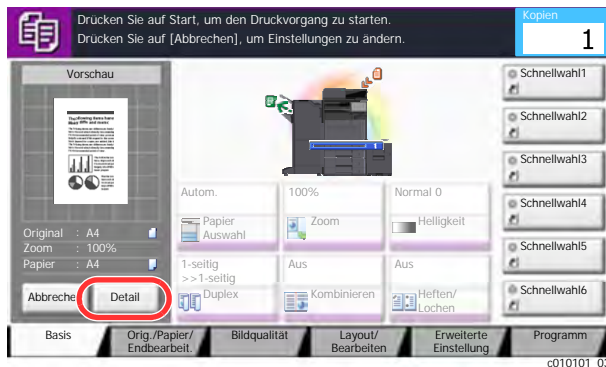 Drücken Sie auf Start, um den Druckvorgang zu starten.
Drücken Sie auf [Abbrechen], um Einstellungen zu ändern.
Kopien
1
Vorschau
Original : A4
Zoom : 100%
Papier : A4
Abbreche
Detail
Autom.
Papier
Auswahl
100%
Zoom
Normal 0
Helligkeit
1-seitig
>>1-seitig
Duplex
Aus
Kombinieren
Aus
Heften/
Lochen
Schnellwahl1
Schnellwahl2
Schnellwahl3
Schnellwahl4
Schnellwahl5
Schnellwahl6
Basis
Orig./Papier/
Endbearbeit.
Bildqualität
Layout/
Bearbeiten
Erweiterte
Einstellung
Programm